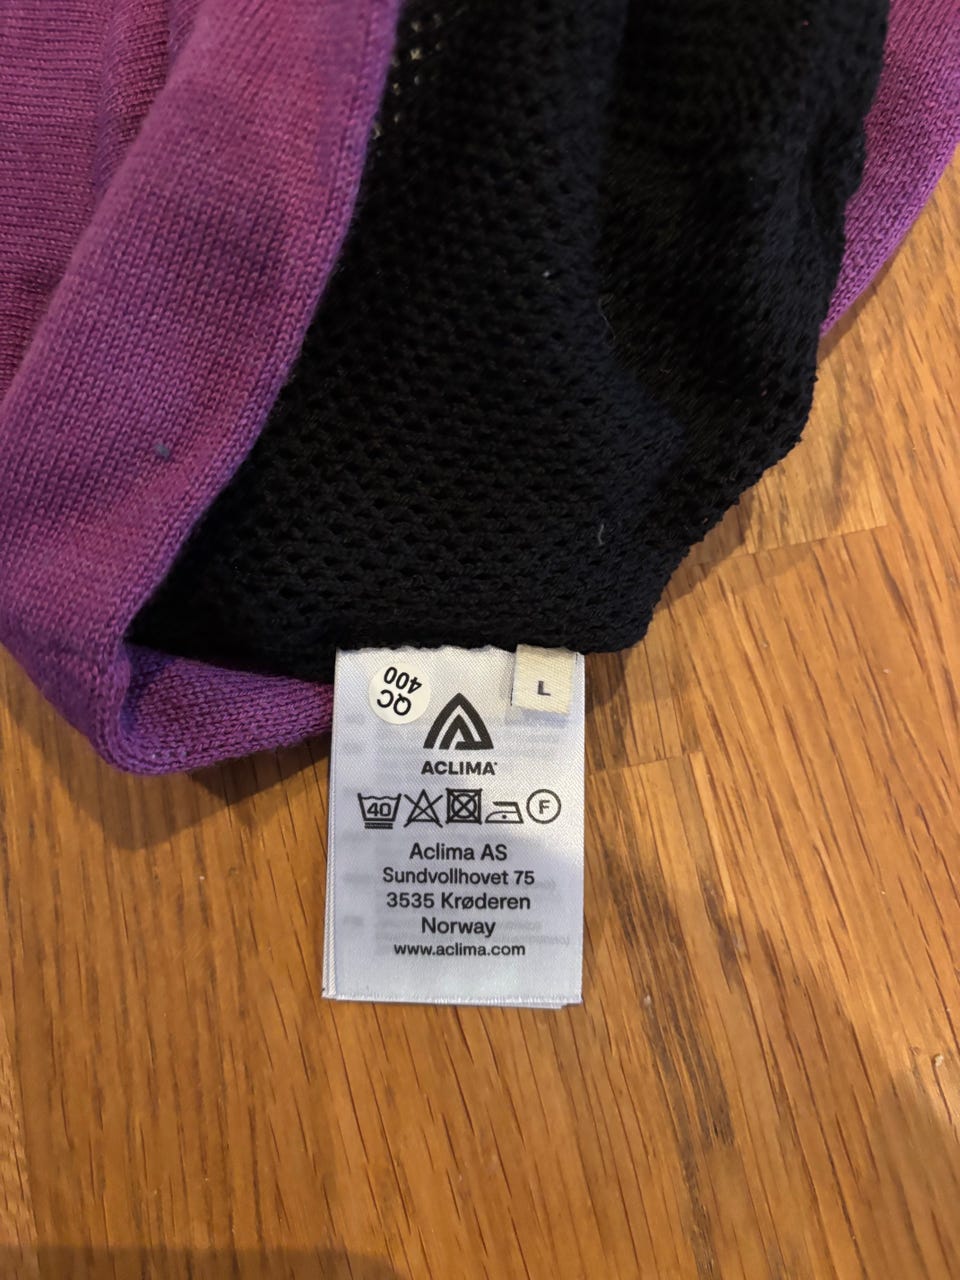 QC
400
L
ACLIMA
40
F
Aclima AS
Sundvollhovet 75
3535 Krøderen
Norway
www.aclima.com